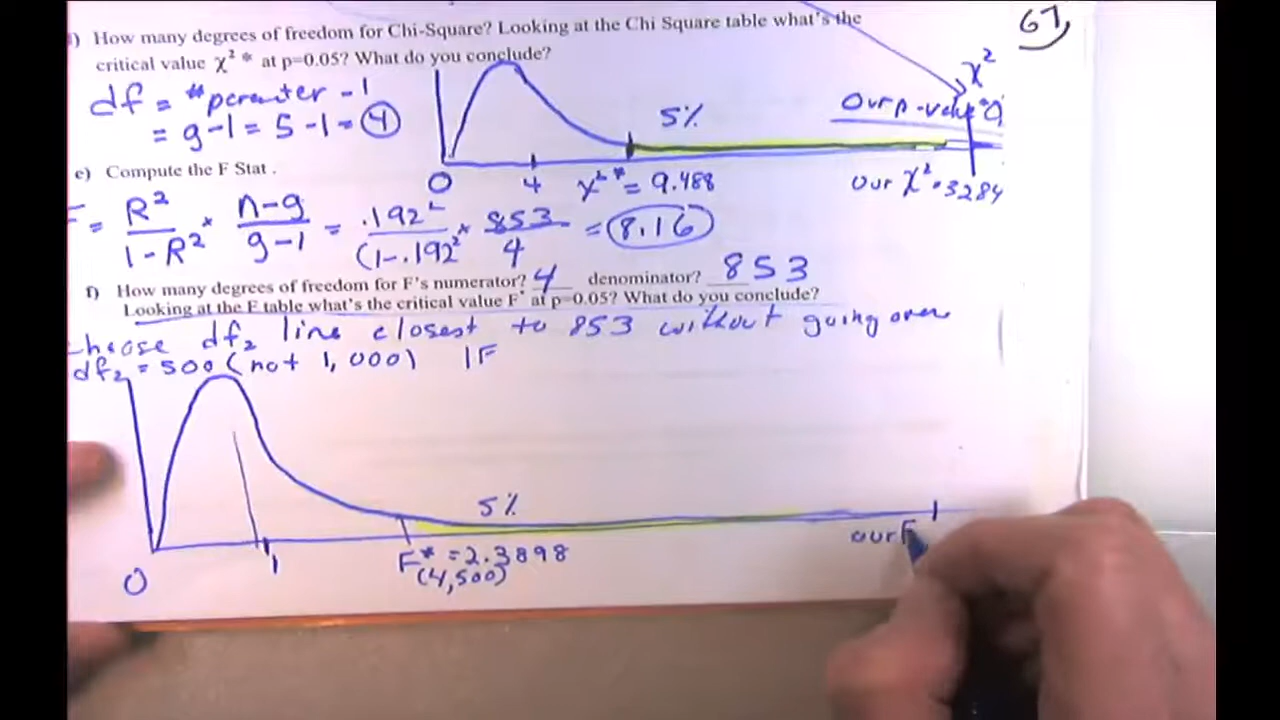 ) How many degrees of freedom for Chi-Square? Looking at the Chi Square table what's the
critical value χ² * at p=0.05? What do you conclude?
67,
df = #permter - 1
= g-1 = 5-1 = 4
5%
χ²
Our p-value
0 4 χ²* = 9.488
our χ² = 32.84
e) Compute the F Stat .
F = R² / 1-R² * n-g / g-1 = .192² / (1-.192² * 853 / 4 = 8.16
f) How many degrees of freedom for F's numerator? 4 denominator? 853
Looking at the F table what's the critical value F* at p=0.05? What do you conclude?
choose df₂ line closest to 853 without going over
df₂ = 500 (not 1,000) IF
5%
our F
0 1 F* = 2.3898
(4,500)